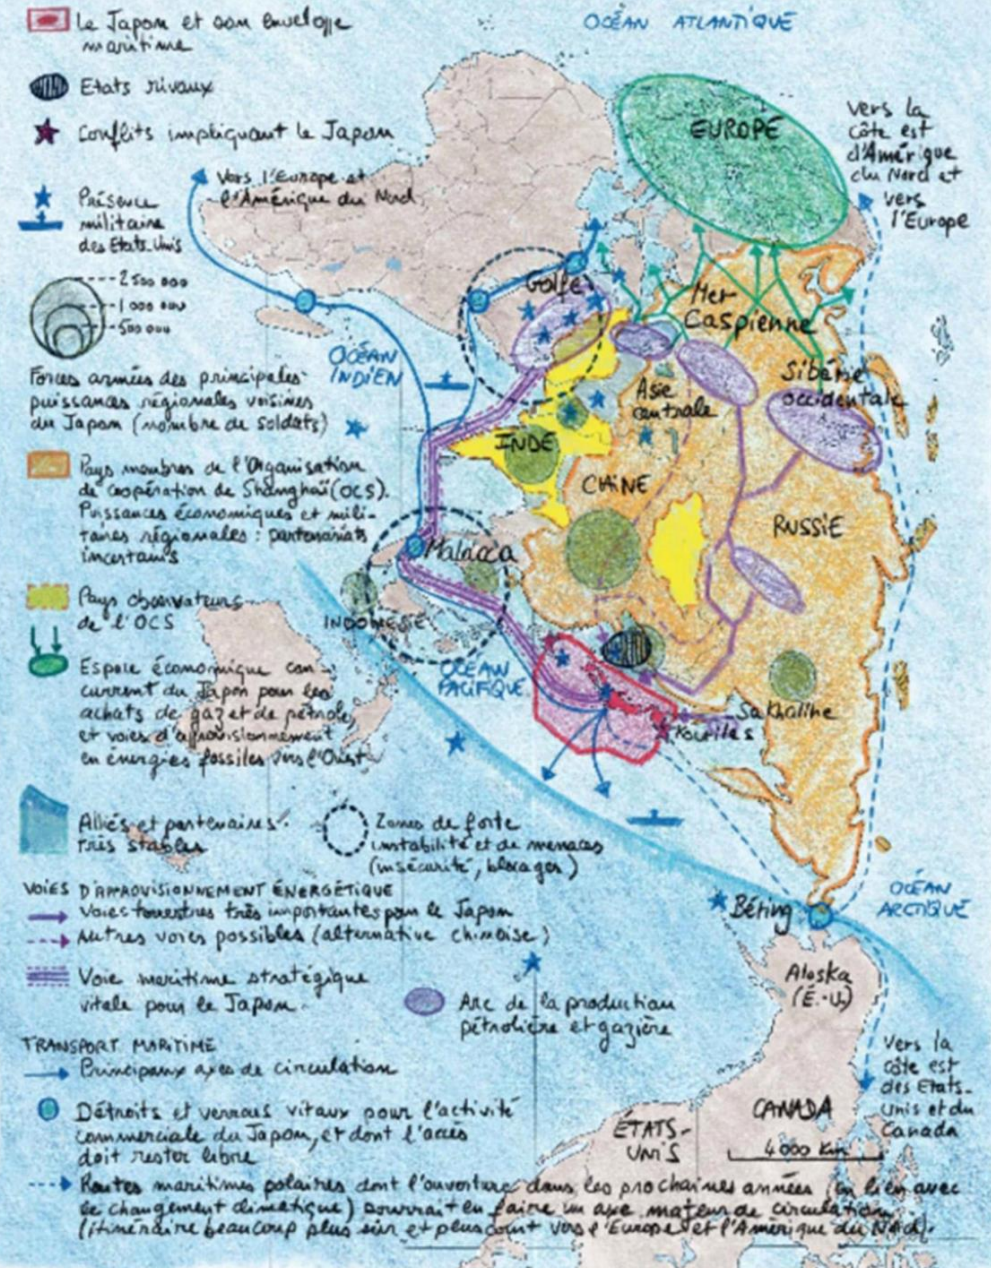 OCÉAN ATLANTIQUE
Le Japon et son enveloppe
maritime
Etats rivaux
Conflits impliquant le Japon
Présence
militaire
des Etats-Unis
2 500 000
1 000 000
500 000
Forces armées des principales
puissances régionales voisines
du Japon (nombre de soldats)
Pays membres de l'Organisation
de coopération de Shanghaï (OCS).
Puissances économiques et mili-
taires régionales : partenariats
incertains
Pays observateurs
de l'OCS
Espace économique con-
current du Japon pour les
achats de gaz et de pétrole,
et voies d'approvisionnement
en énergies fossiles vers l'Ouest
Alliés et partenaires
très stables
Zones de forte
instabilité et de menaces
(insécurité, blocages)
VOIES D'APPROVISIONNEMENT ÉNERGÉTIQUE
Voies terrestres très importantes pour le Japon
Autres voies possibles (alternative chinoise)
Voie maritime stratégique
vitale pour le Japon
Arc de la production
pétrolière et gazière
TRANSPORT MARITIME
Principaux axes de circulation
Détroits et verrous vitaux pour l'activité
commerciale du Japon, et dont l'accès
doit rester libre
Routes maritimes polaires dont l'ouverture dans les prochaines années (en lien avec
le changement climatique) pourrait en faire un axe majeur de circulation.
(itinéraire beaucoup plus sûr et plus court vers l'Europe et l'Amérique du Nord).
EUROPE
Vers la
côte est
d'Amérique
du Nord et
vers
l'Europe
Vers l'Europe et
l'Amérique du Nord
Golfe
Mer
Caspienne
Sibérie
occidentale
Asie
centrale
OCÉAN
INDIEN
INDE
CHINE
RUSSIE
Malacca
INDONÉSIE
OCÉAN
PACIFIQUE
Sakhaline
Kouriles
Béring
OCÉAN
ARCTIQUE
Alaska
(É.-U.)
Vers la
côte est
des Etats-
Unis et du
Canada
CANADA
ÉTATS-
UNIS
4 000 km